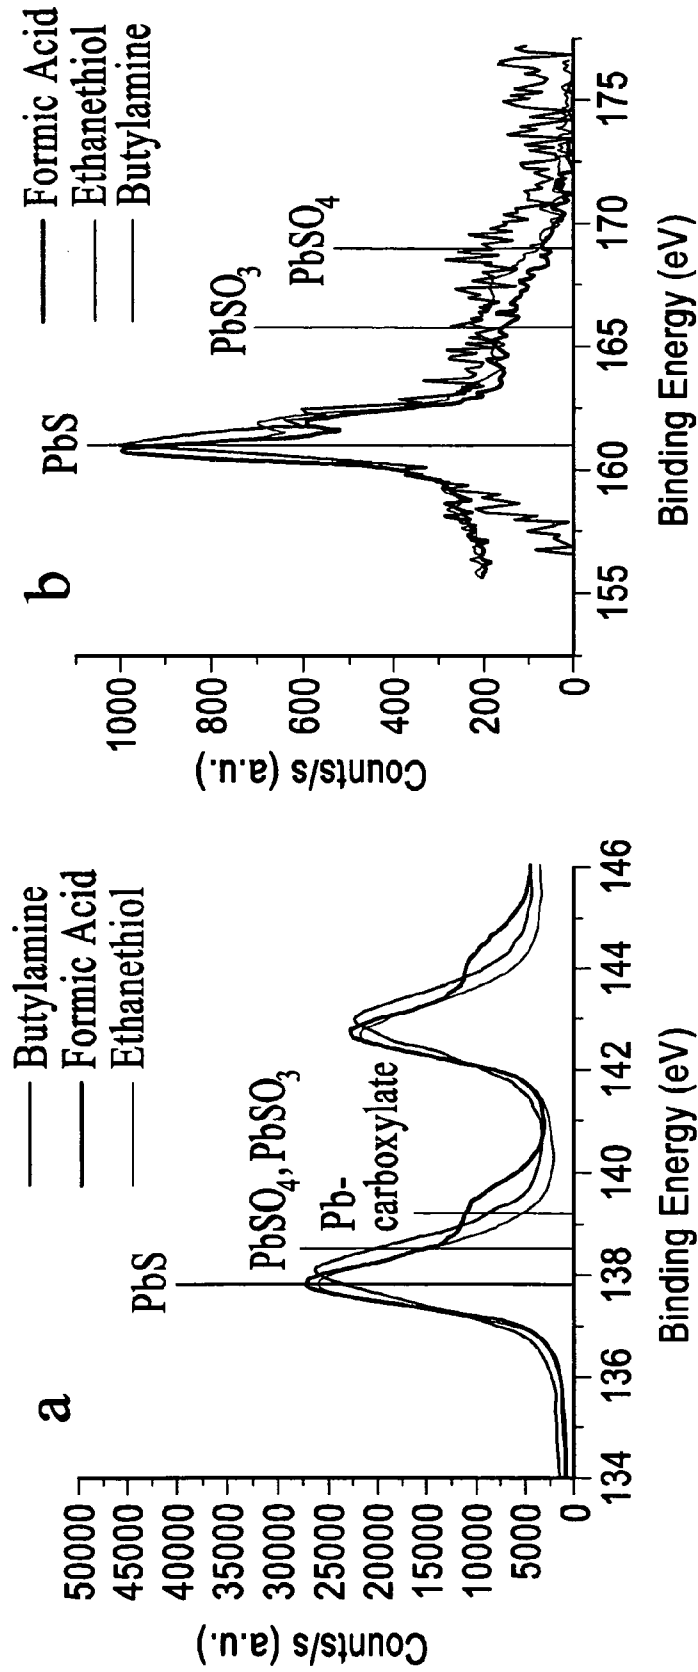 a
Butylamine
Formic Acid
Ethanethiol
PbS
PbSO4, PbSO3
Pb-
carboxylate
Counts/s (a.u.)
50000
45000
40000
35000
30000
25000
20000
15000
10000
5000
0
134
136
138
140
142
144
146
Binding Energy (eV)
b
Formic Acid
Ethanethiol
Butylamine
PbS
PbSO3
PbSO4
Counts/s (a.u.)
1000
800
600
400
200
0
155
160
165
170
175
Binding Energy (eV)